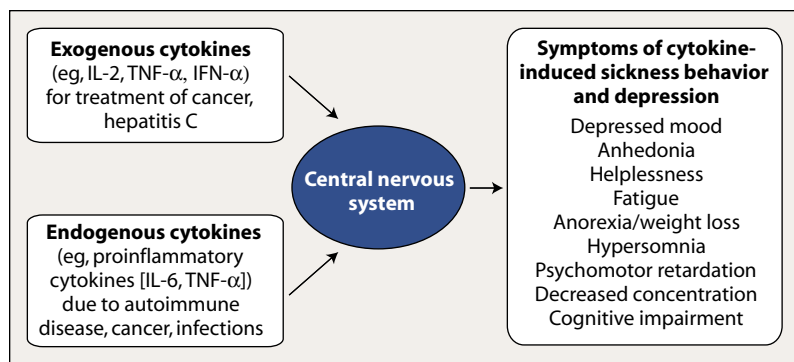 Exogenous cytokines
(eg, IL-2, TNF-α, IFN-α)
for treatment of cancer,
hepatitis C
Endogenous cytokines
(eg, proinflammatory
cytokines [IL-6, TNF-α])
due to autoimmune
disease, cancer, infections
Central nervous
system
Symptoms of cytokine-
induced sickness behavior
and depression
Depressed mood
Anhedonia
Helplessness
Fatigue
Anorexia/weight loss
Hypersomnia
Psychomotor retardation
Decreased concentration
Cognitive impairment